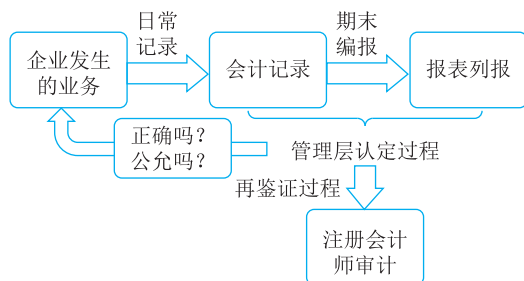 日常
记录
期末
编报
企业发生
的业务
会计记录
报表列报
正确吗？
公允吗？
管理层认定过程
再鉴证过程
注册会计
师审计